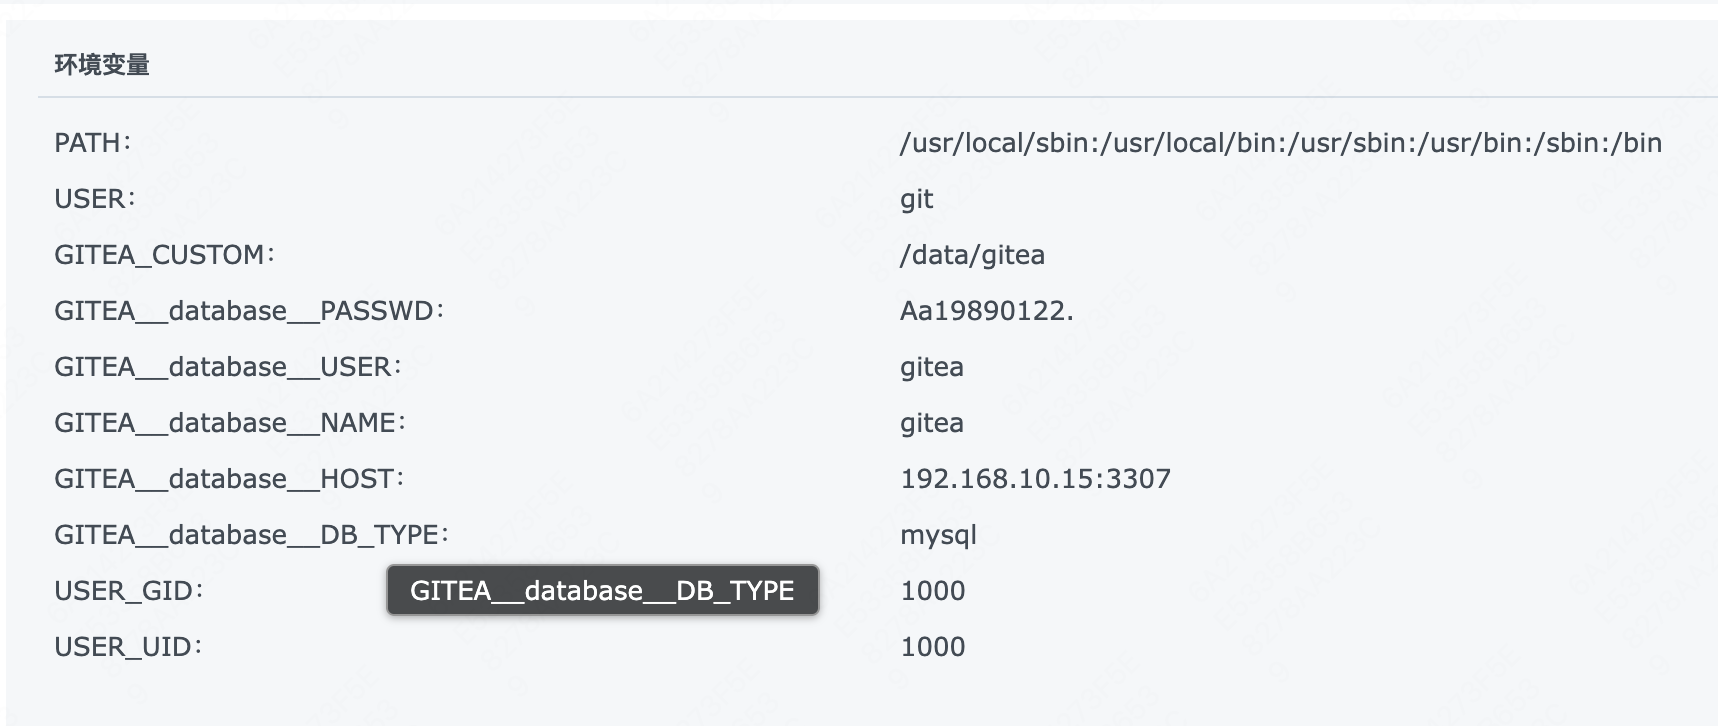 环境变量
PATH： /usr/local/sbin:/usr/local/bin:/usr/sbin:/usr/bin:/sbin:/bin
USER： git
GITEA_CUSTOM： /data/gitea
GITEA__database__PASSWD： Aa19890122.
GITEA__database__USER： gitea
GITEA__database__NAME： gitea
GITEA__database__HOST： 192.168.10.15:3307
GITEA__database__DB_TYPE： mysql
USER_GID： GITEA__database__DB_TYPE 1000
USER_UID： 1000